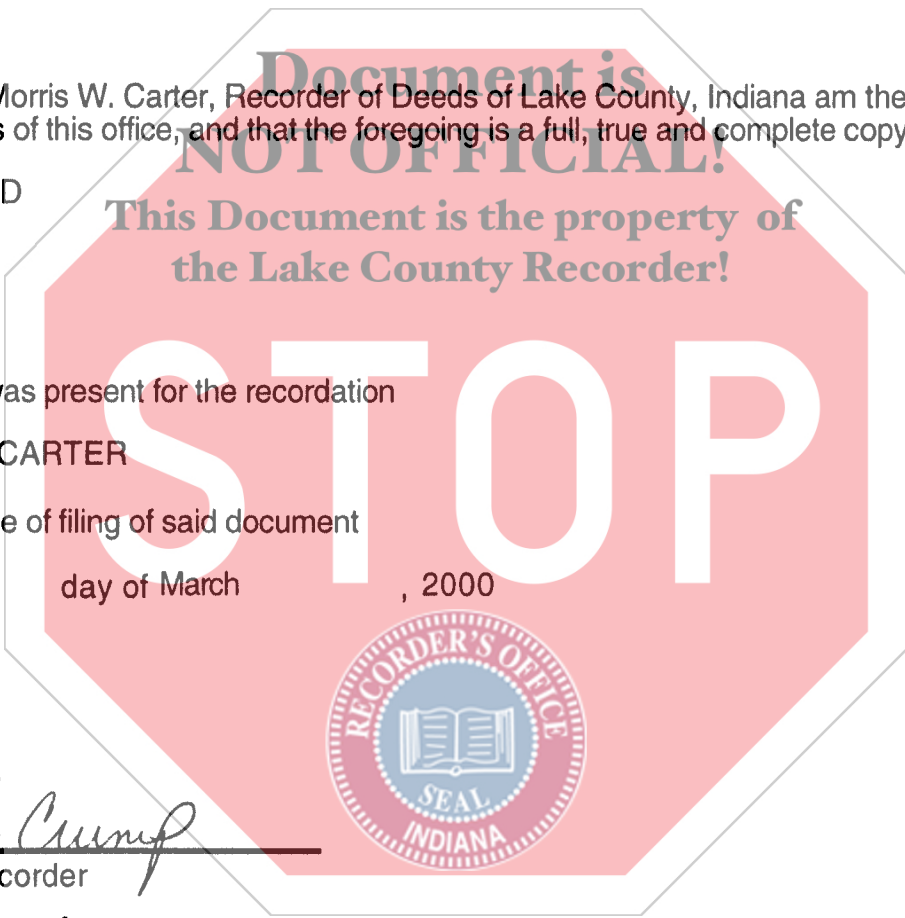 Document is
Morris W. Carter, Recorder of Deeds of Lake County, Indiana am the
s of this office, and that the foregoing is a full, true and complete copy
NOT OFFICIAL!
D
This Document is the property of
the Lake County Recorder!
as present for the recordation
CARTER
e of filing of said document
day of March , 2000
STOP
RECORDER'S OFFICE
SEAL
INDIANA
Crump
corder